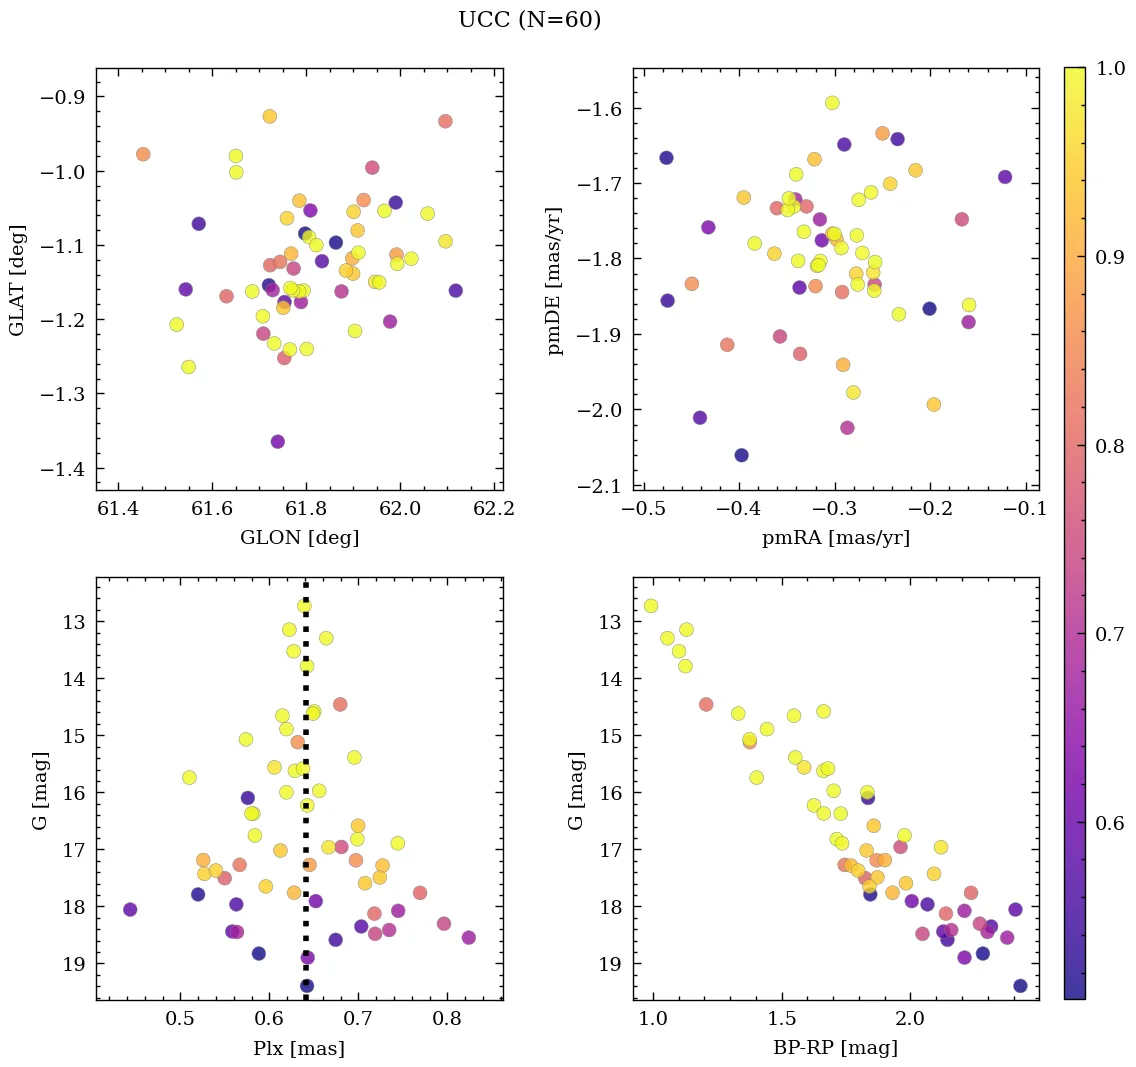 UCC (N=60)
−0.9
−1.0
−1.1
−1.2
−1.3
−1.4
GLAT [deg]
61.4 61.6 61.8 62.0 62.2
GLON [deg]
−1.6
−1.7
−1.8
−1.9
−2.0
−2.1
pmDE [mas/yr]
−0.5 −0.4 −0.3 −0.2 −0.1
pmRA [mas/yr]
13
14
15
16
17
18
19
G [mag]
0.5 0.6 0.7 0.8
Plx [mas]
13
14
15
16
17
18
19
G [mag]
1.0 1.5 2.0
BP-RP [mag]
1.0
0.9
0.8
0.7
0.6